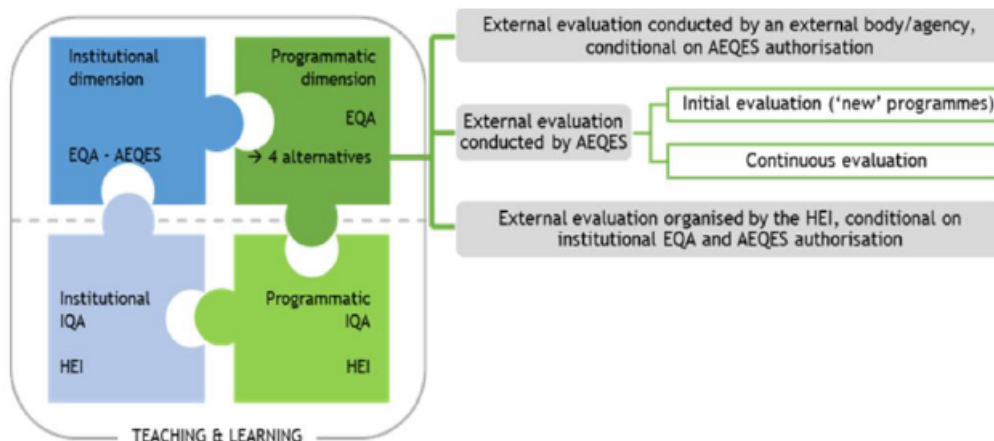 Institutional
dimension
EQA - AEQES
Programmatic
dimension
EQA
→ 4 alternatives
Institutional
IQA
HEI
Programmatic
IQA
HEI
TEACHING & LEARNING
External evaluation conducted by an external body/agency,
conditional on AEQES authorisation
External evaluation
conducted by AEQES
Initial evaluation (‘new’ programmes)
Continuous evaluation
External evaluation organised by the HEI, conditional on
institutional EQA and AEQES authorisation